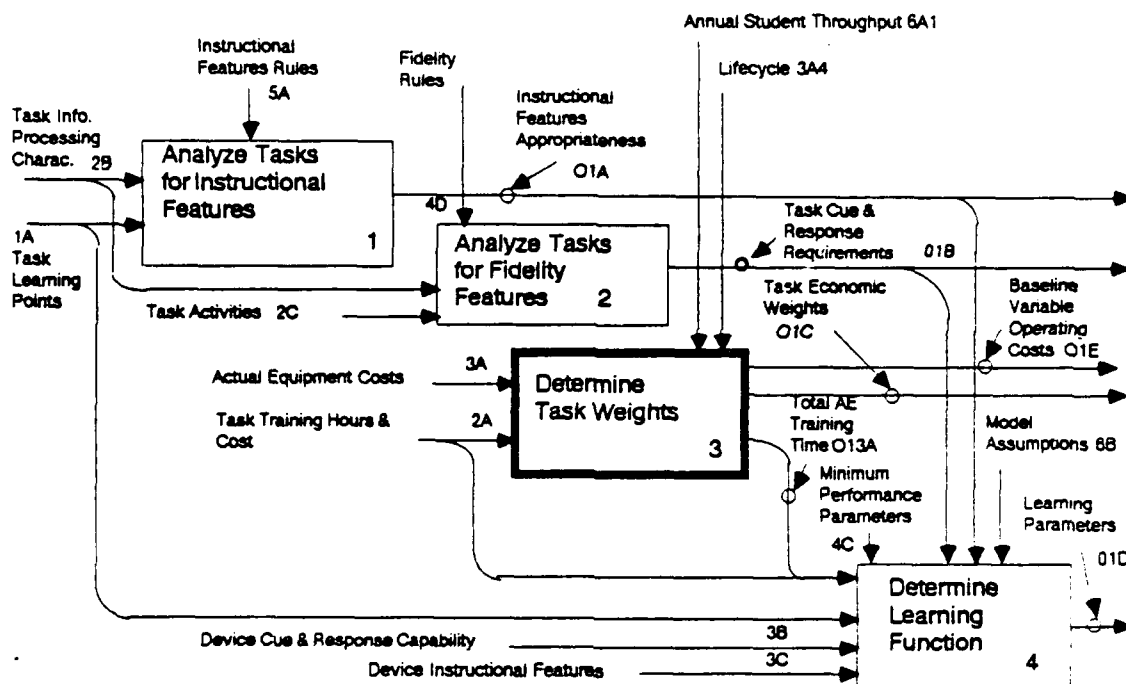 Annual Student Throughput 6A1
Instructional
Features Rules
5A
Fidelity
Rules
Lifecycle 3A4
Instructional
Features
Appropriateness
O1A
Task Info.
Processing
Charac. 2B
Analyze Tasks
for Instructional
Features
1
4D
1A
Task
Learning
Points
Analyze Tasks
for Fidelity
Features
2
Task Cue &
Response
Requirements
01B
Task Activities 2C
Task Economic
Weights
O1C
Baseline
Variable
Operating
Costs O1E
Actual Equipment Costs
3A
Task Training Hours &
Cost
2A
Determine
Task Weights
3
Total AE
Training
Time O13A
Model
Assumptions 6B
Minimum
Performance
Parameters
4C
Learning
Parameters
01D
Determine
Learning
Function
4
Device Cue & Response Capability
3B
Device Instructional Features
3C